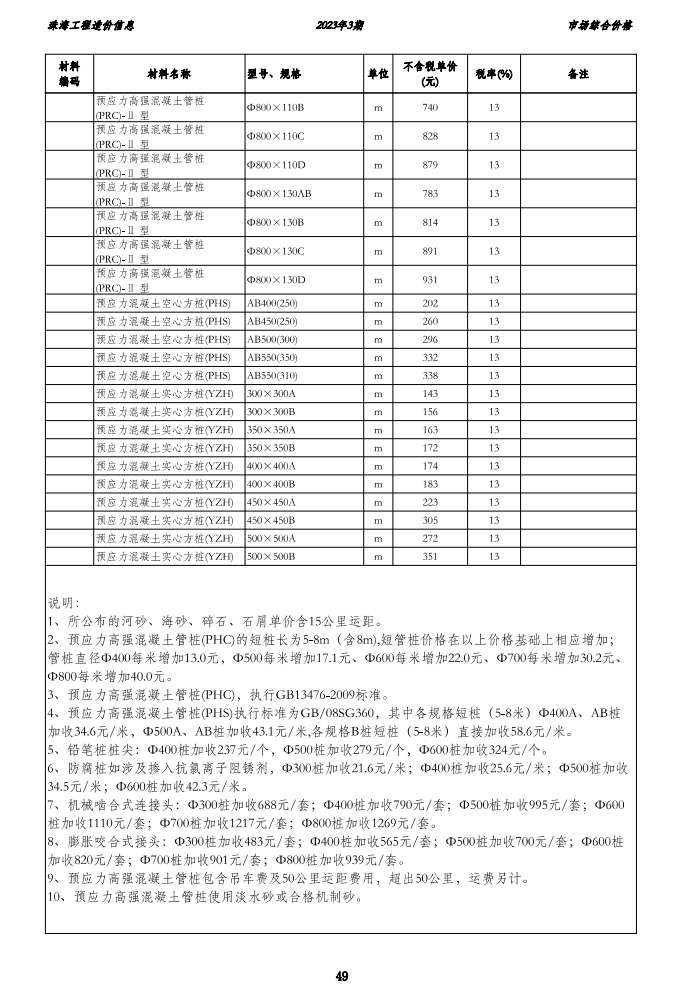 珠海工程造价信息 2023年3期 市场综合价格
材料编码 材料名称 型号、规格 单位 不含税单价(元) 税率(%) 备注
预应力高强混凝土管桩(PRC)-Ⅱ 型 Φ800×110B m 740 13
预应力高强混凝土管桩(PRC)-Ⅱ 型 Φ800×110C m 828 13
预应力高强混凝土管桩(PRC)-Ⅱ 型 Φ800×110D m 879 13
预应力高强混凝土管桩(PRC)-Ⅱ 型 Φ800×130AB m 783 13
预应力高强混凝土管桩(PRC)-Ⅱ 型 Φ800×130B m 814 13
预应力高强混凝土管桩(PRC)-Ⅱ 型 Φ800×130C m 891 13
预应力高强混凝土管桩(PRC)-Ⅱ 型 Φ800×130D m 931 13
预应力混凝土空心方桩(PHS) AB400(250) m 202 13
预应力混凝土空心方桩(PHS) AB450(250) m 260 13
预应力混凝土空心方桩(PHS) AB500(300) m 296 13
预应力混凝土空心方桩(PHS) AB550(350) m 332 13
预应力混凝土空心方桩(PHS) AB550(310) m 338 13
预应力混凝土实心方桩(YZH) 300×300A m 143 13
预应力混凝土实心方桩(YZH) 300×300B m 156 13
预应力混凝土实心方桩(YZH) 350×350A m 163 13
预应力混凝土实心方桩(YZH) 350×350B m 172 13
预应力混凝土实心方桩(YZH) 400×400A m 174 13
预应力混凝土实心方桩(YZH) 400×400B m 183 13
预应力混凝土实心方桩(YZH) 450×450A m 223 13
预应力混凝土实心方桩(YZH) 450×450B m 305 13
预应力混凝土实心方桩(YZH) 500×500A m 272 13
预应力混凝土实心方桩(YZH) 500×500B m 351 13
说明：
1、所公布的河砂、海砂、碎石、石屑单价含15公里运距。
2、预应力高强混凝土管桩(PHC)的短桩长为5-8m（含8m),短管桩价格在以上价格基础上相应增加；
管桩直径Φ400每米增加13.0元，Φ500每米增加17.1元、Φ600每米增加22.0元、Φ700每米增加30.2元、
Φ800每米增加40.0元。
3、预应力高强混凝土管桩(PHC)，执行GB13476-2009标准。
4、预应力高强混凝土管桩(PHS)执行标准为GB/08SG360，其中各规格短桩（5-8米）Φ400A、AB桩
加收34.6元/米，Φ500A、AB桩加收43.1元/米,各规格B桩短桩（5-8米）直接加收58.6元/米。
5、铅笔桩桩尖：Φ400桩加收237元/个，Φ500桩加收279元/个，Φ600桩加收324元/个。
6、防腐桩如涉及掺入抗氯离子阻锈剂，Φ300桩加收21.6元/米；Φ400桩加收25.6元/米；Φ500桩加收
34.5元/米；Φ600桩加收42.3元/米。
7、机械啮合式连接头：Φ300桩加收688元/套；Φ400桩加收790元/套；Φ500桩加收995元/套；Φ600
桩加收1110元/套；Φ700桩加收1217元/套；Φ800桩加收1269元/套。
8、膨胀咬合式接头：Φ300桩加收483元/套；Φ400桩加收565元/套；Φ500桩加收700元/套；Φ600桩
加收820元/套；Φ700桩加收901元/套；Φ800桩加收939元/套。
9、预应力高强混凝土管桩包含吊车费及50公里运距费用，超出50公里，运费另计。
10、预应力高强混凝土管桩使用淡水砂或合格机制砂。
49